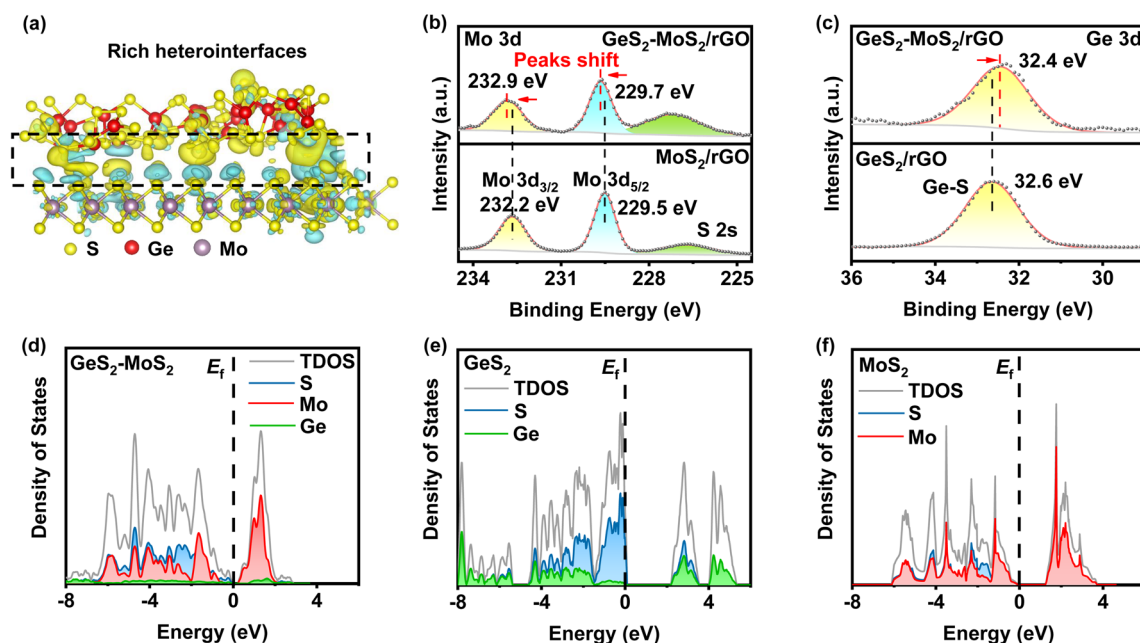 (a)
Rich heterointerfaces
S Ge Mo
(b)
Mo 3d GeS₂-MoS₂/rGO
Peaks shift
232.9 eV
229.7 eV
MoS₂/rGO
Mo 3d₃/₂ Mo 3d₅/₂
232.2 eV 229.5 eV
S 2s
Intensity (a.u.)
234 231 228 225
Binding Energy (eV)
(c)
GeS₂-MoS₂/rGO Ge 3d
32.4 eV
GeS₂/rGO
Ge-S 32.6 eV
Intensity (a.u.)
36 34 32 30
Binding Energy (eV)
(d)
GeS₂-MoS₂ E_f
TDOS
S
Mo
Ge
Density of States
-8 -4 0 4
Energy (eV)
(e)
GeS₂ E_f
TDOS
S
Ge
Density of States
-8 -4 0 4
Energy (eV)
(f)
MoS₂ E_f
TDOS
S
Mo
Density of States
-8 -4 0 4
Energy (eV)